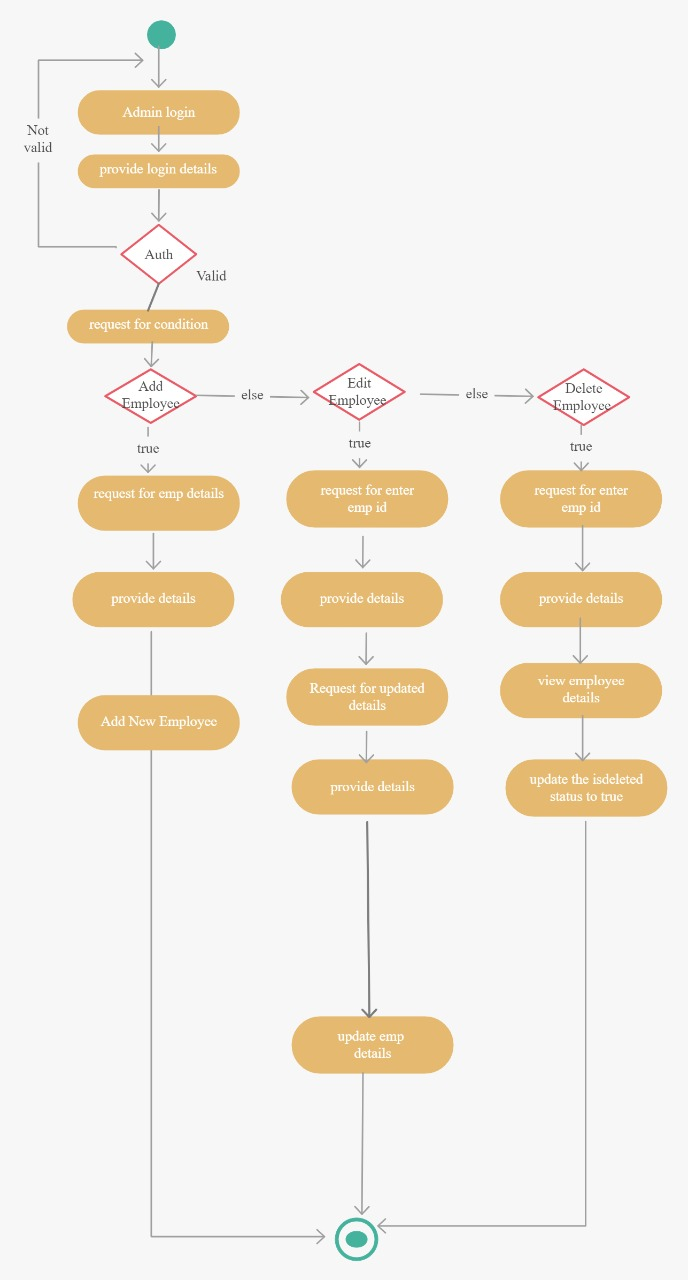 Admin login
Not
valid
provide login details
Auth
Valid
request for condition
Add
Employee
else
Edit
Employee
else
Delete
Employee
true
true
true
request for emp details
request for enter
emp id
request for enter
emp id
provide details
provide details
provide details
Request for updated
details
view employee
details
Add New Employee
provide details
update the isdeleted
status to true
update emp
details